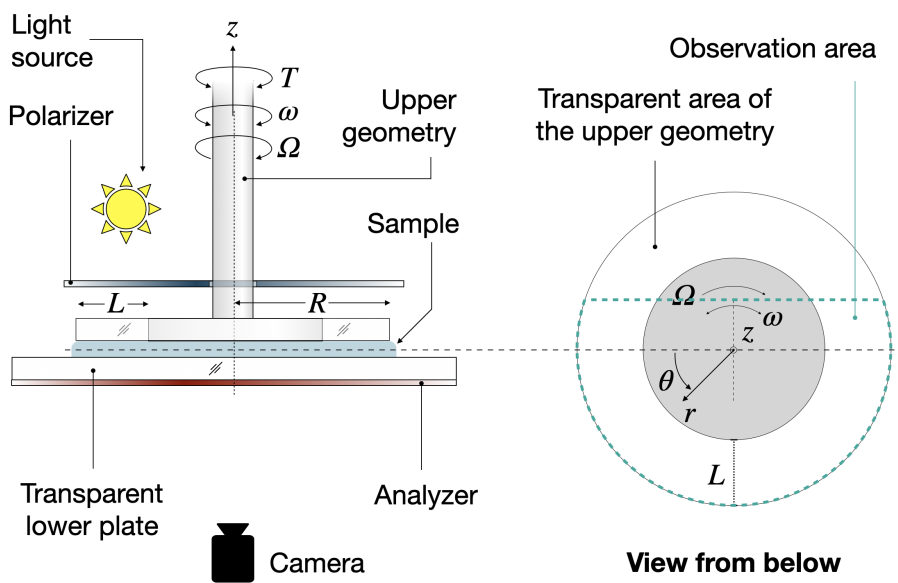 Light
source
Polarizer
z
T
ω
Ω
Upper
geometry
Sample
L
R
Transparent
lower plate
Analyzer
Camera
Observation area
Transparent area of
the upper geometry
Ω
ω
z
θ
r
L
View from below